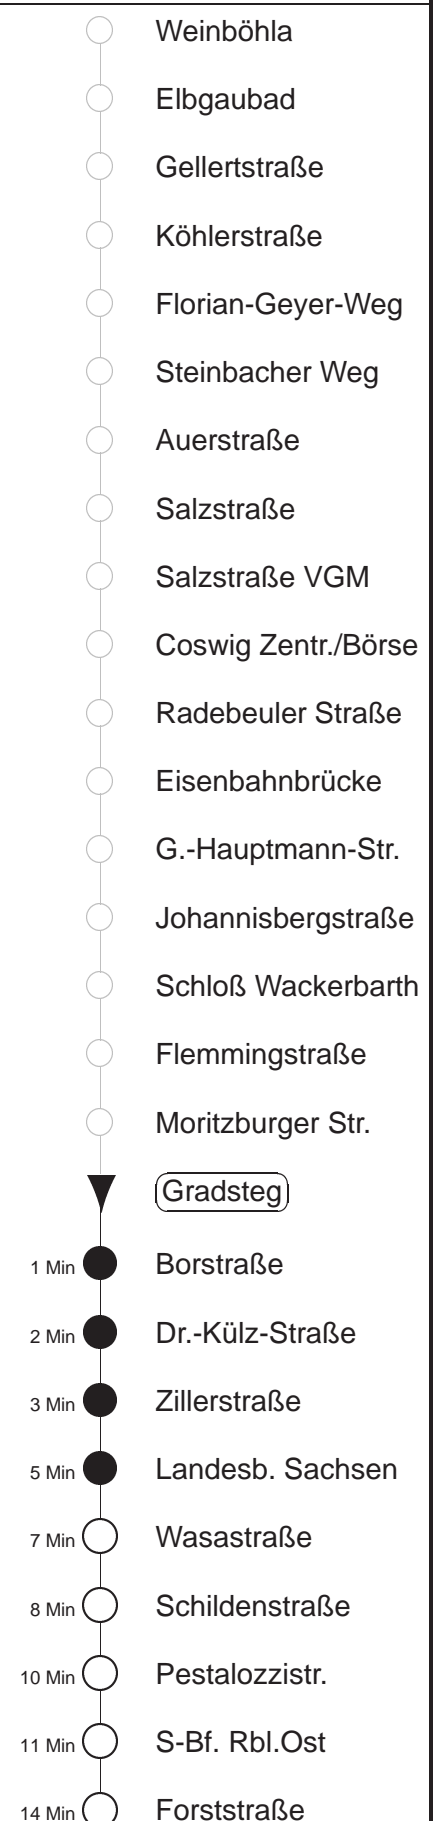 Weinböhla
Elbgaubad
Gellertstraße
Köhlerstraße
Florian-Geyer-Weg
Steinbacher Weg
Auerstraße
Salzstraße
Salzstraße VGM
Coswig Zentr./Börse
Radebeuler Straße
Eisenbahnbrücke
G.-Hauptmann-Str.
Johannisbergstraße
Schloß Wackerbarth
Flemmingstraße
Moritzburger Str.
Gradsteg
1 Min Borstraße
2 Min Dr.-Külz-Straße
3 Min Zillerstraße
5 Min Landesb. Sachsen
7 Min Wasastraße
8 Min Schildenstraße
10 Min Pestalozzistr.
11 Min S-Bf. Rbl.Ost
14 Min Forststraße